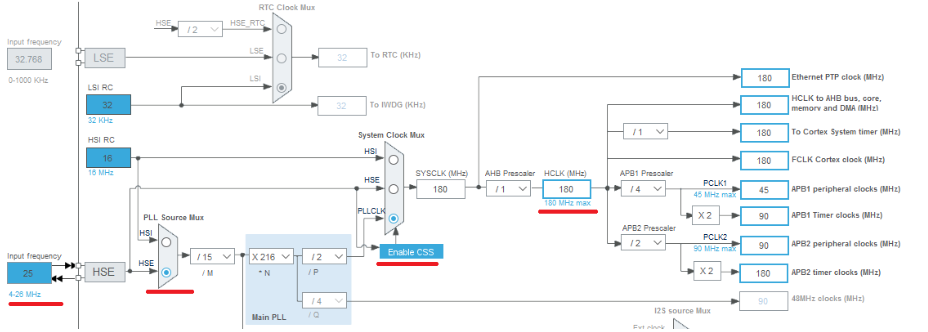 RTC Clock Mux
HSE
/ 2
HSE_RTC
Input frequency
32.768
LSE
LSE
32
To RTC (KHz)
0-1000 KHz
LSI RC
LSI
32
32
To IWDG (KHz)
32 KHz
HSI RC
16
16 MHz
System Clock Mux
HSI
HSE
PLLCLK
SYSCLK (MHz)
180
AHB Prescaler
/ 1
HCLK (MHz)
180
180 MHz max
Enable CSS
PLL Source Mux
HSI
HSE
Input frequency
25
HSE
4-26 MHz
/ 15
/ M
X 216
* N
/ 2
/ P
/ 4
/ Q
Main PLL
180
Ethernet PTP clock (MHz)
180
HCLK to AHB bus, core,
memory and DMA (MHz)
/ 1
180
To Cortex System timer (MHz)
180
FCLK Cortex clock (MHz)
APB1 Prescaler
/ 4
PCLK1
45 MHz max
45
APB1 peripheral clocks (MHz)
X 2
90
APB1 Timer clocks (MHz)
APB2 Prescaler
/ 2
PCLK2
90 MHz max
90
APB2 peripheral clocks (MHz)
X 2
180
APB2 timer clocks (MHz)
90
48MHz clocks (MHz)
I2S source Mux
Ext.clock